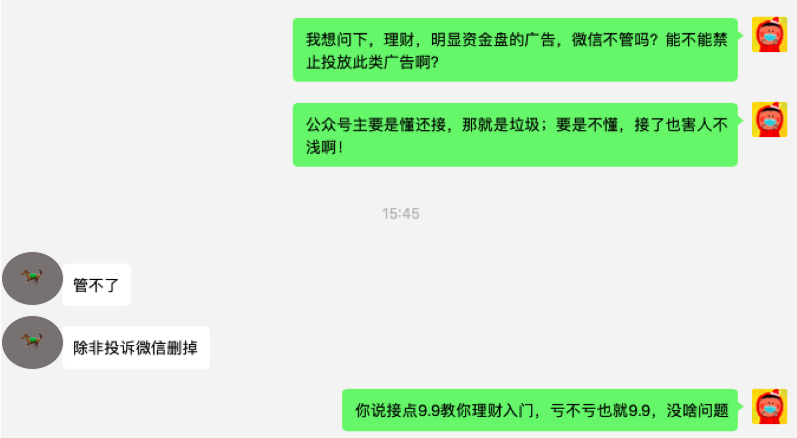 我想问下，理财，明显资金盘的广告，微信不管吗？能不能禁
止投放此类广告啊？
公众号主要是懂还接，那就是垃圾；要是不懂，接了也害人不
浅啊！
15:45
管不了
除非投诉微信删掉
你说接点9.9教你理财入门，亏不亏也就9.9，没啥问题